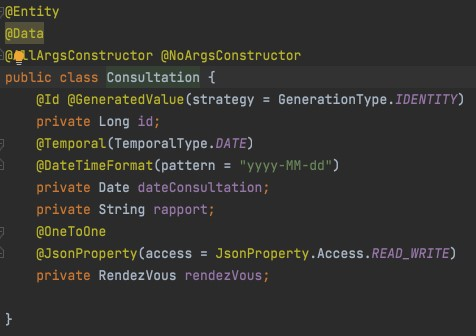 @Entity
@Data
@AllArgsConstructor @NoArgsConstructor
public class Consultation {
@Id @GeneratedValue(strategy = GenerationType.IDENTITY)
private Long id;
@Temporal(TemporalType.DATE)
@DateTimeFormat(pattern = "yyyy-MM-dd")
private Date dateConsultation;
private String rapport;
@OneToOne
@JsonProperty(access = JsonProperty.Access.READ_WRITE)
private RendezVous rendezVous;
}